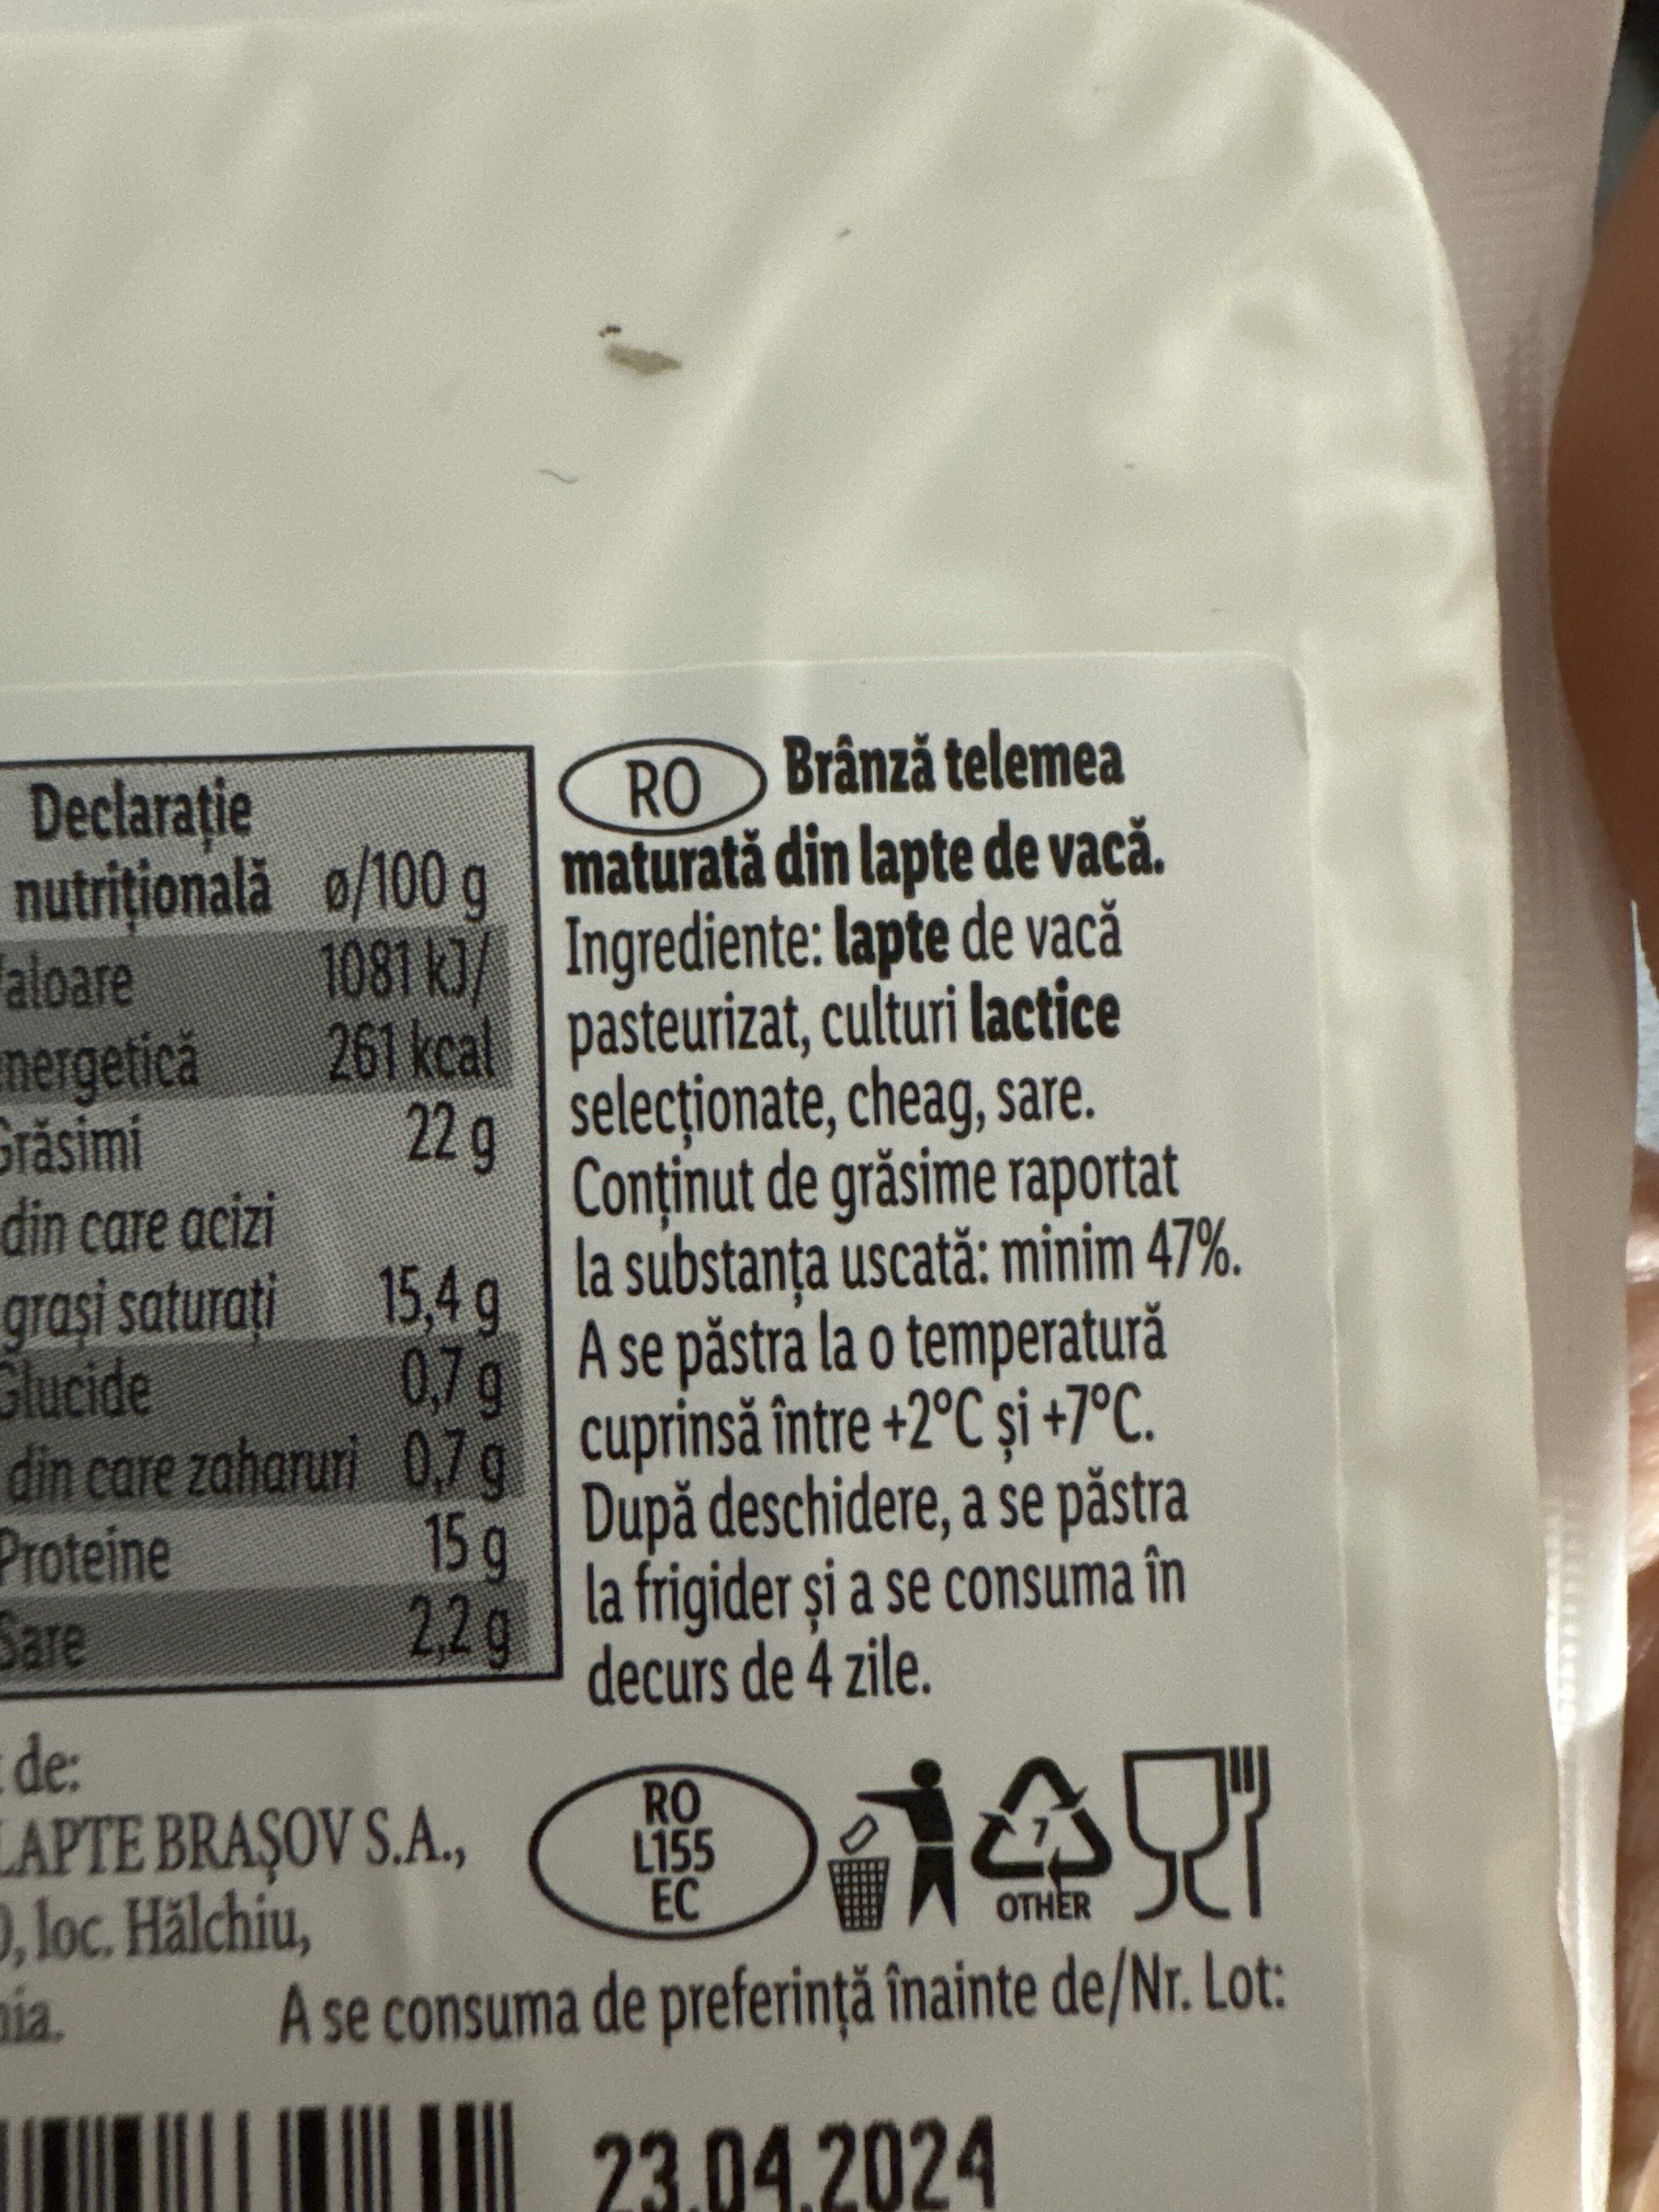 Declarație
nutrițională ø/100 g
1081 kJ/
261 kcal
22 g
din care acizi
grași saturați 15,4 g
0,7 g
din care zaharuri 0,7 g
Proteine 15 g
Sare 2,2 g
RO Brânză telemea
maturată din lapte de vacă.
Ingrediente: lapte de vacă
pasteurizat, culturi lactice
selecționate, cheag, sare.
Conținut de grăsime raportat
la substanța uscată: minim 47%.
A se păstra la o temperatură
cuprinsă între +2°C și +7°C.
După deschidere, a se păstra
la frigider și a se consuma în
decurs de 4 zile.
de:
LAPTE BRAȘOV S.A.,
loc. Hălchiu,
RO
L155
EC
7
OTHER
A se consuma de preferință înainte de/Nr. Lot:
23.04.2024